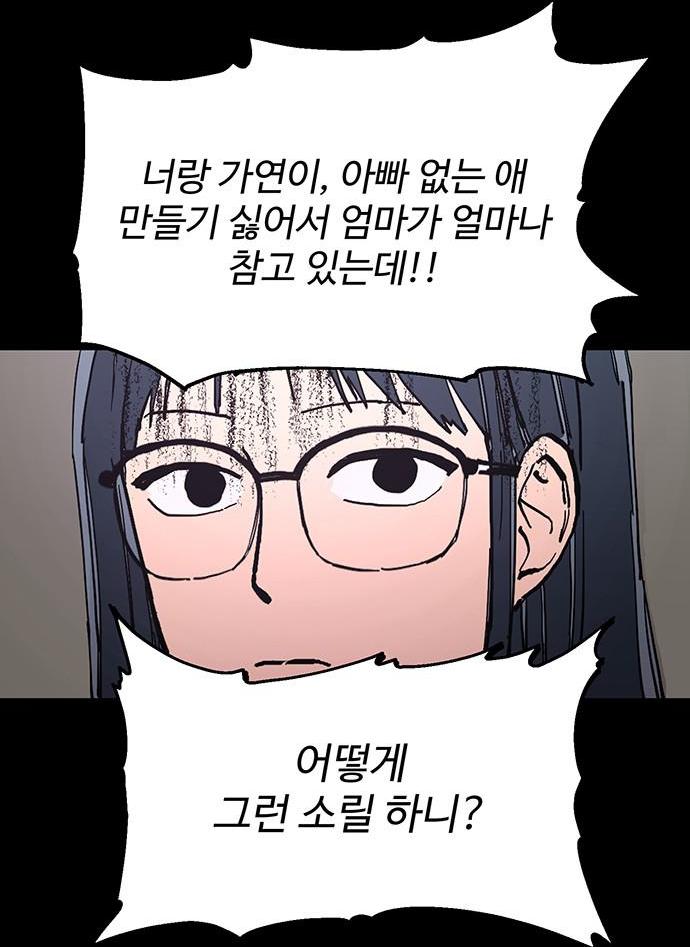 너랑 가연이, 아빠 없는 애
만들기 싫어서 엄마가 얼마나
참고 있는데!!
어떻게
그런 소릴 하니?